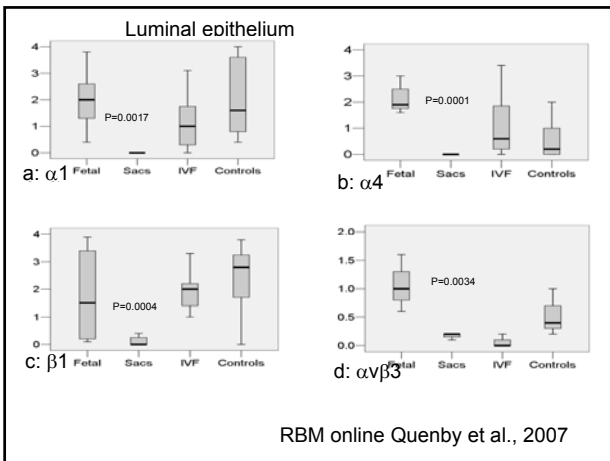 Luminal epithelium
4
3
2
1
0
P=0.0017
Fetal Sacs IVF Controls
a: α1
4
3
2
1
0
P=0.0001
Fetal Sacs IVF Controls
b: α4
4
3
2
1
0
P=0.0004
Fetal Sacs IVF Controls
c: β1
2.0
1.5
1.0
0.5
0.0
P=0.0034
Fetal Sacs IVF Controls
d: αvβ3
RBM online Quenby et al., 2007